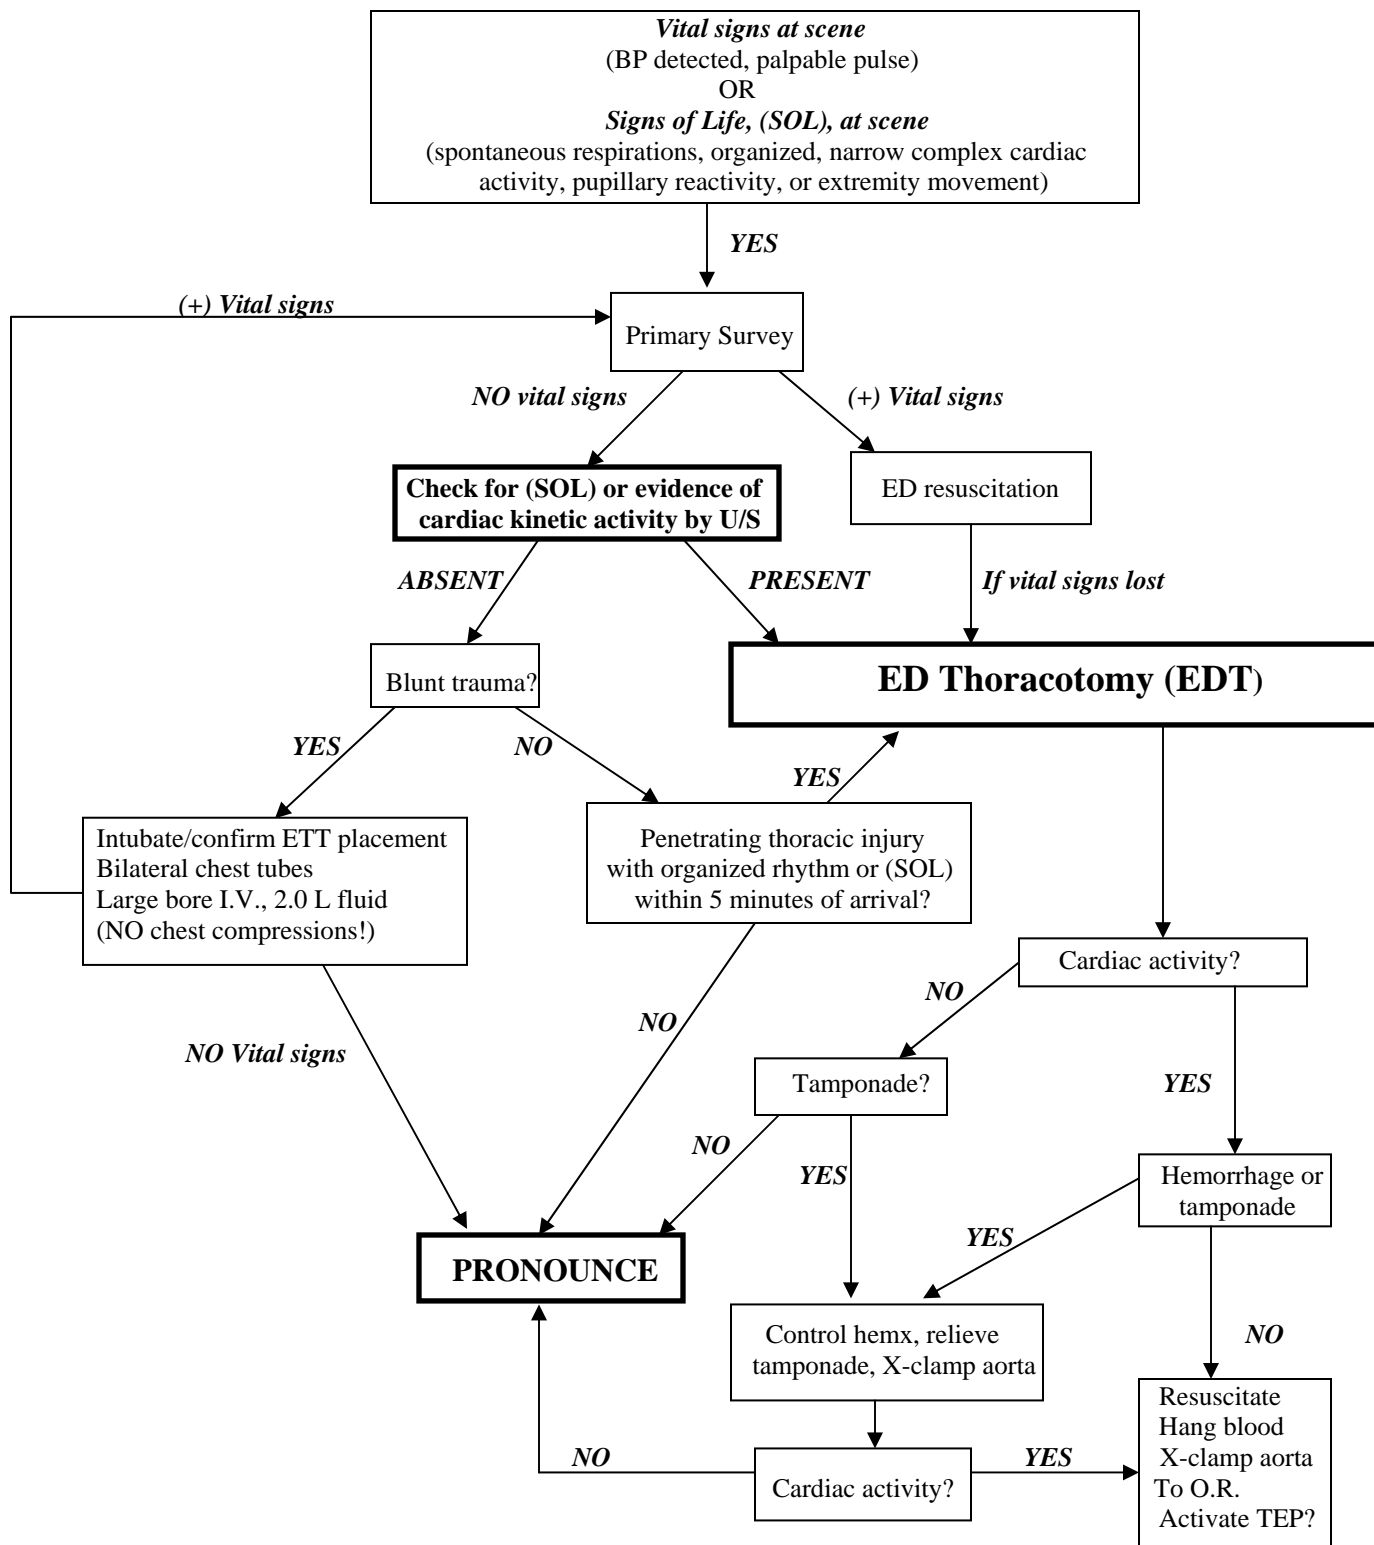 Vital signs at scene
(BP detected, palpable pulse)
OR
Signs of Life, (SOL), at scene
(spontaneous respirations, organized, narrow complex cardiac
activity, pupillary reactivity, or extremity movement)
YES
(+) Vital signs
Primary Survey
NO vital signs
(+) Vital signs
Check for (SOL) or evidence of
cardiac kinetic activity by U/S
ED resuscitation
ABSENT
PRESENT
If vital signs lost
Blunt trauma?
ED Thoracotomy (EDT)
YES
NO
YES
Intubate/confirm ETT placement
Bilateral chest tubes
Large bore I.V., 2.0 L fluid
(NO chest compressions!)
Penetrating thoracic injury
with organized rhythm or (SOL)
within 5 minutes of arrival?
Cardiac activity?
NO
NO
NO Vital signs
Tamponade?
YES
NO
YES
Hemorrhage or
tamponade
YES
PRONOUNCE
Control hemx, relieve
tamponade, X-clamp aorta
NO
Resuscitate
Hang blood
X-clamp aorta
To O.R.
Activate TEP?
NO
Cardiac activity?
YES